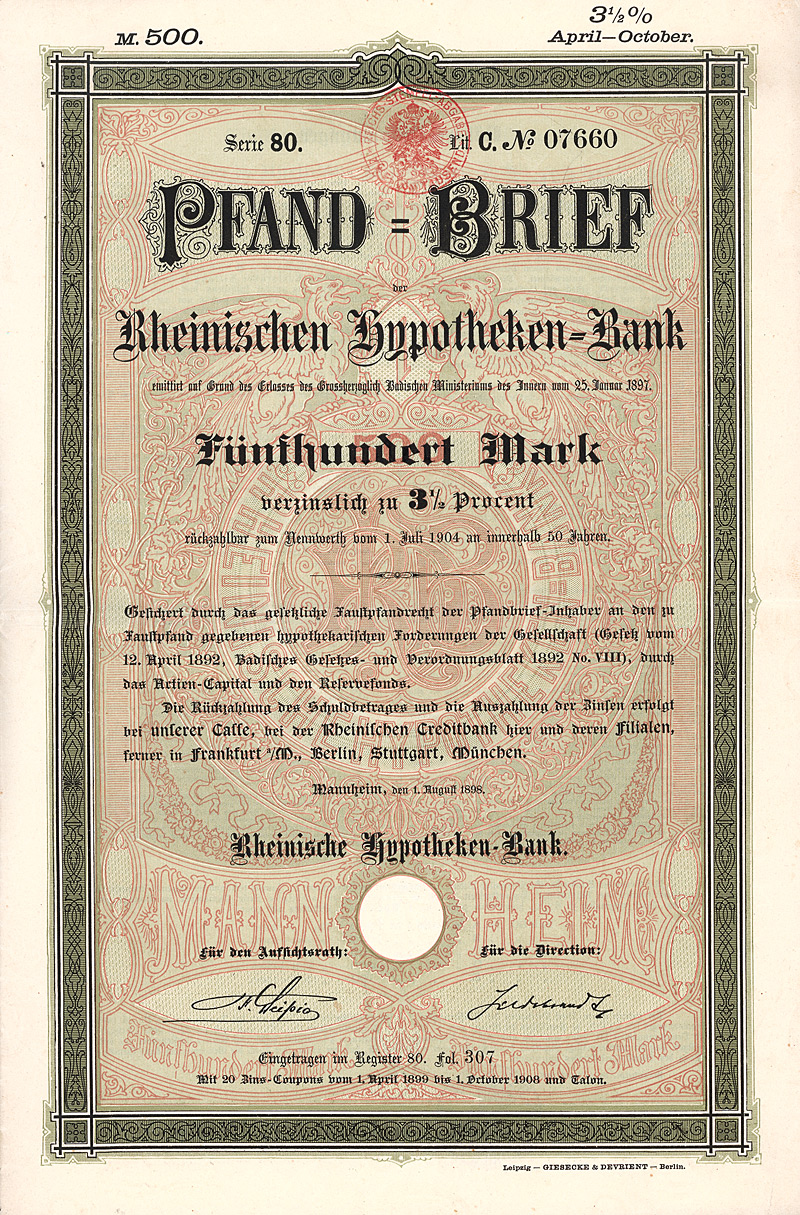 M. 500.
3½%
April—October.
Serie 80.
Lit. C. No 07660
PFAND = BRIEF
der
Rheinischen Hypotheken=Bank
emittirt auf Grund des Erlasses des Grossherzoglich Badischen Ministeriums des Innern vom 25. Januar 1897.
500
Fünfhundert Mark
verzinslich zu 3½ Procent
rückzahlbar zum Nennwerth vom 1. Juli 1904 an innerhalb 50 Jahren.
Gesichert durch das gesetzliche Faustpfandrecht der Pfandbrief-Inhaber an den zu
Faustpfand gegebenen hypothekarischen Forderungen der Gesellschaft (Gesetz vom
12. April 1892, Badisches Gesetzes- und Verordnungsblatt 1892 No. VIII), durch
das Actien-Capital und den Reservefonds.
Die Rückzahlung des Schuldbetrages und die Auszahlung der Zinsen erfolgt
bei unserer Casse, bei der Rheinischen Creditbank hier und deren Filialen,
ferner in Frankfurt a/M., Berlin, Stuttgart, München.
Mannheim, den 1. August 1898.
Rheinische Hypotheken-Bank.
MANNHEIM
Für den Aufsichtsrath:
Für die Direction:
Eingetragen im Register 80. Fol. 307
Fünfhundert Mark
Mit 20 Zins-Coupons vom 1. April 1899 bis 1. October 1908 und Talon.
Leipzig — GIESECKE & DEVRIENT — Berlin.